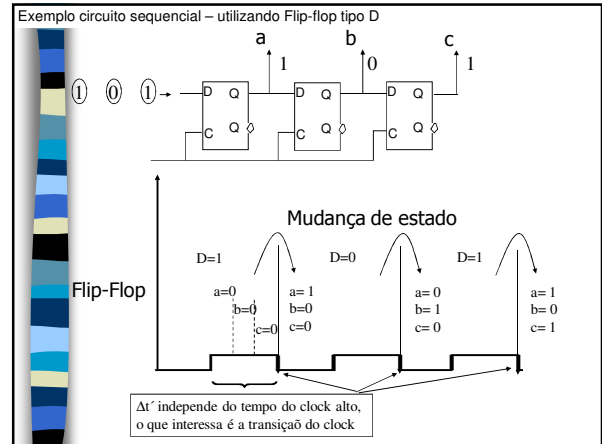 Exemplo circuito sequencial – utilizando Flip-flop tipo D
a b c
1 0 1
1 0 1
D Q D Q D Q
C Q C Q C Q
Mudança de estado
D=1 D=0 D=1
Flip-Flop
a=0 a= 1 a= 0 a= 1
b=0 b=0 b= 1 b= 0
c=0 c=0 c= 0 c= 1
Δt´ independe do tempo do clock alto,
o que interessa é a transiçaõ do clock